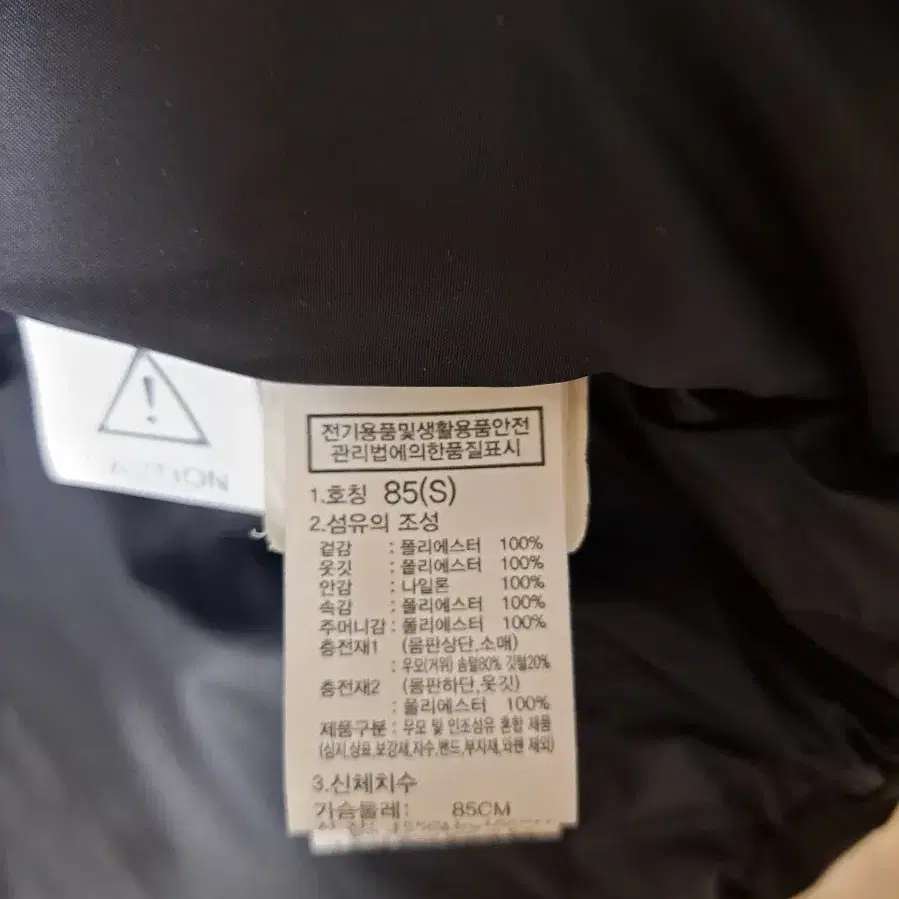 CAUTION
전기용품및생활용품안전
관리법에의한품질표시
1.호칭 85(S)
2.섬유의 조성
겉감 : 폴리에스터 100%
웃깃 : 폴리에스터 100%
안감 : 나일론 100%
속감 : 폴리에스터 100%
주머니감 : 폴리에스터 100%
충전재1 (몸판상단,소매)
: 우모(거위) 솜털80% 깃털20%
충전재2 (몸판하단,웃깃)
: 폴리에스터 100%
제품구분 : 우모 및 인조섬유 혼합 제품
(심지,상표,보강재,자수,밴드,부자재,와펜 제외)
3.신체치수
가슴둘레: 85CM